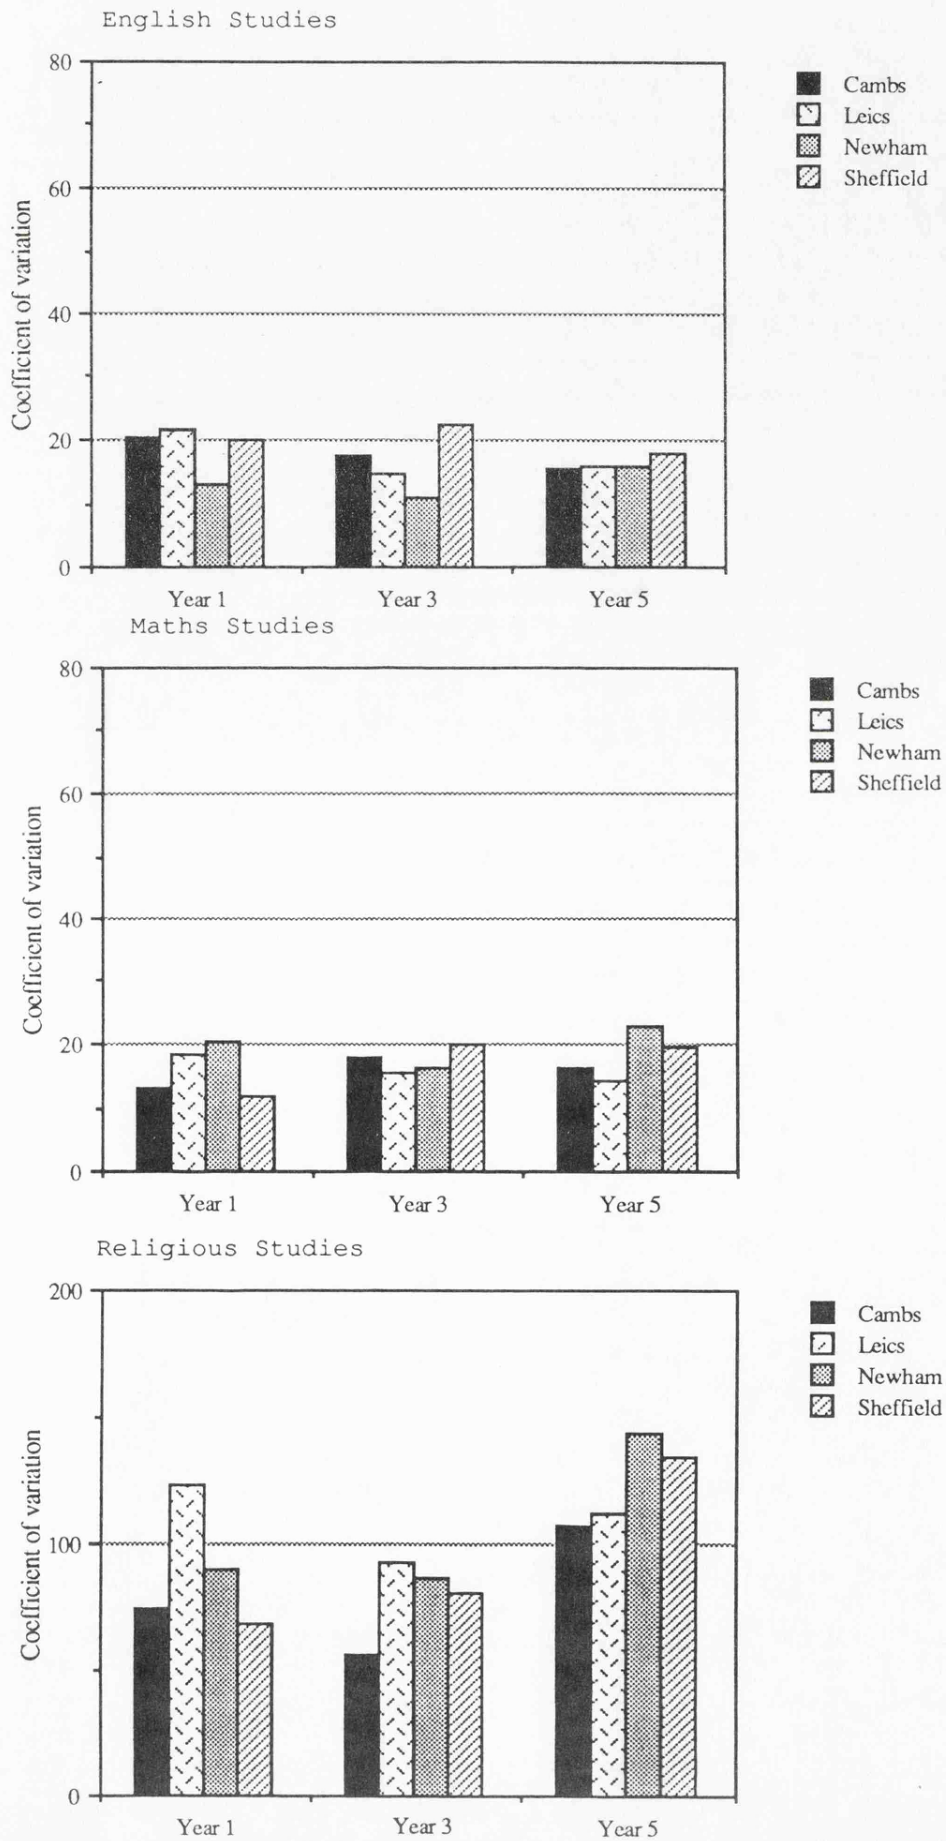 English Studies
80
60
40
20
0
Coefficient of variation
Year 1
Year 3
Year 5
Cambs
Leics
Newham
Sheffield
Maths Studies
80
60
40
20
0
Coefficient of variation
Year 1
Year 3
Year 5
Cambs
Leics
Newham
Sheffield
Religious Studies
200
100
0
Coefficient of variation
Year 1
Year 3
Year 5
Cambs
Leics
Newham
Sheffield